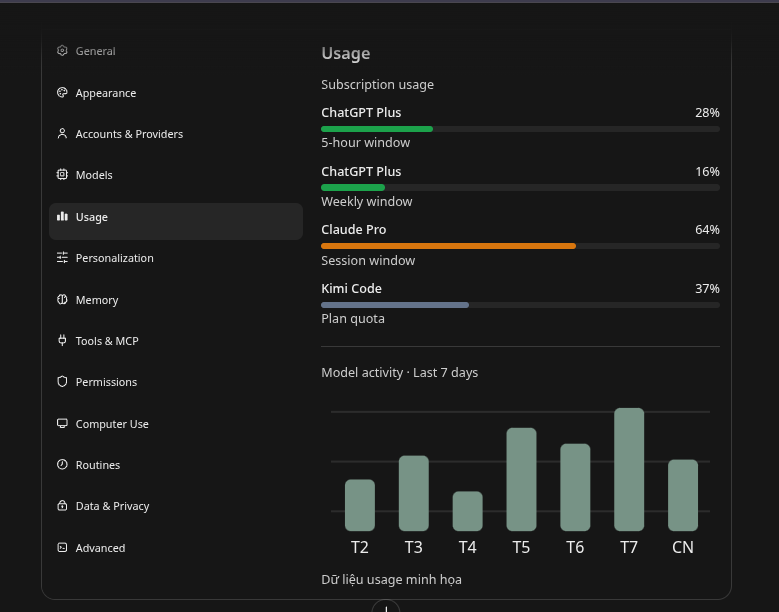 General
Appearance
Accounts & Providers
Models
Usage
Personalization
Memory
Tools & MCP
Permissions
Computer Use
Routines
Data & Privacy
Advanced
Usage
Subscription usage
ChatGPT Plus 28%
5-hour window
ChatGPT Plus 16%
Weekly window
Claude Pro 64%
Session window
Kimi Code 37%
Plan quota
Model activity · Last 7 days
T2 T3 T4 T5 T6 T7 CN
Dữ liệu usage minh họa